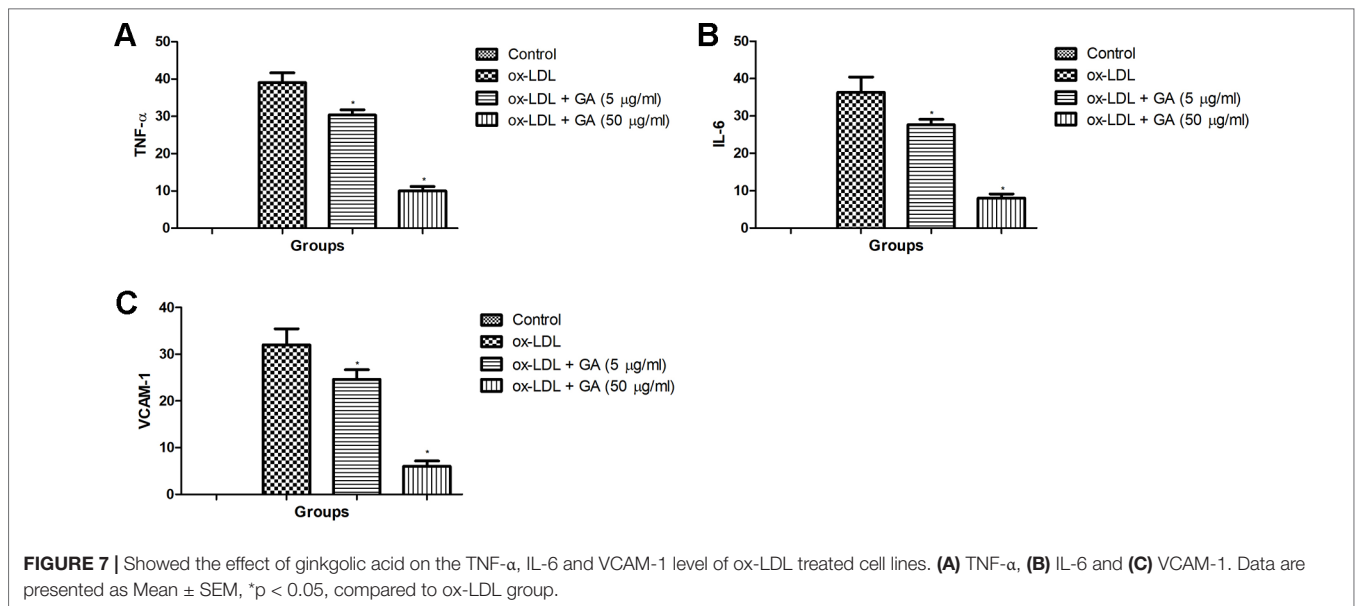 A
50
40
30
20
10
0
TNF-α
*
*
Groups
Control
ox-LDL
ox-LDL + GA (5 μg/ml)
ox-LDL + GA (50 μg/ml)
B
50
40
30
20
10
0
IL-6
*
*
Groups
Control
ox-LDL
ox-LDL + GA (5 μg/ml)
ox-LDL + GA (50 μg/ml)
C
40
30
20
10
0
VCAM-1
*
*
Groups
Control
ox-LDL
ox-LDL + GA (5 μg/ml)
ox-LDL + GA (50 μg/ml)
FIGURE 7 | Showed the effect of ginkgolic acid on the TNF-α, IL-6 and VCAM-1 level of ox-LDL treated cell lines. (A) TNF-α, (B) IL-6 and (C) VCAM-1. Data are
presented as Mean ± SEM, *p < 0.05, compared to ox-LDL group.